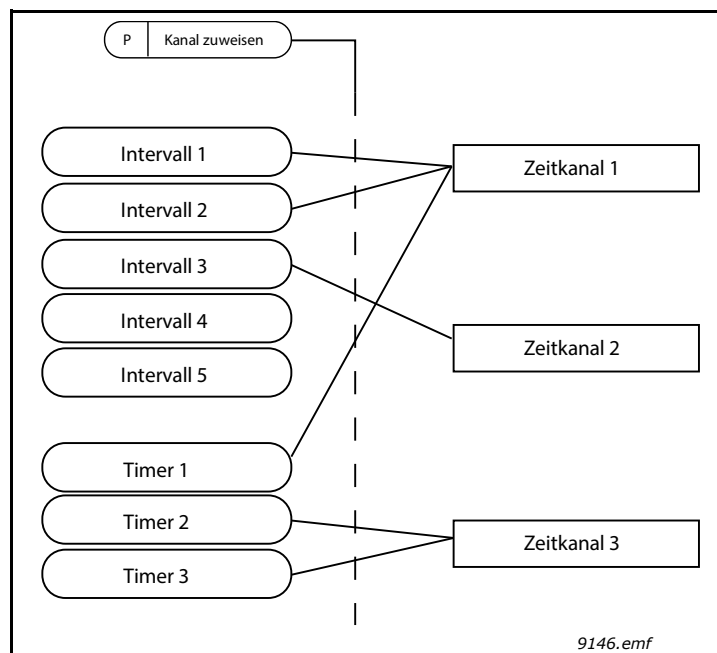 P Kanal zuweisen
Intervall 1
Zeitkanal 1
Intervall 2
Intervall 3
Intervall 4
Zeitkanal 2
Intervall 5
Timer 1
Timer 2
Zeitkanal 3
Timer 3
9146.emf